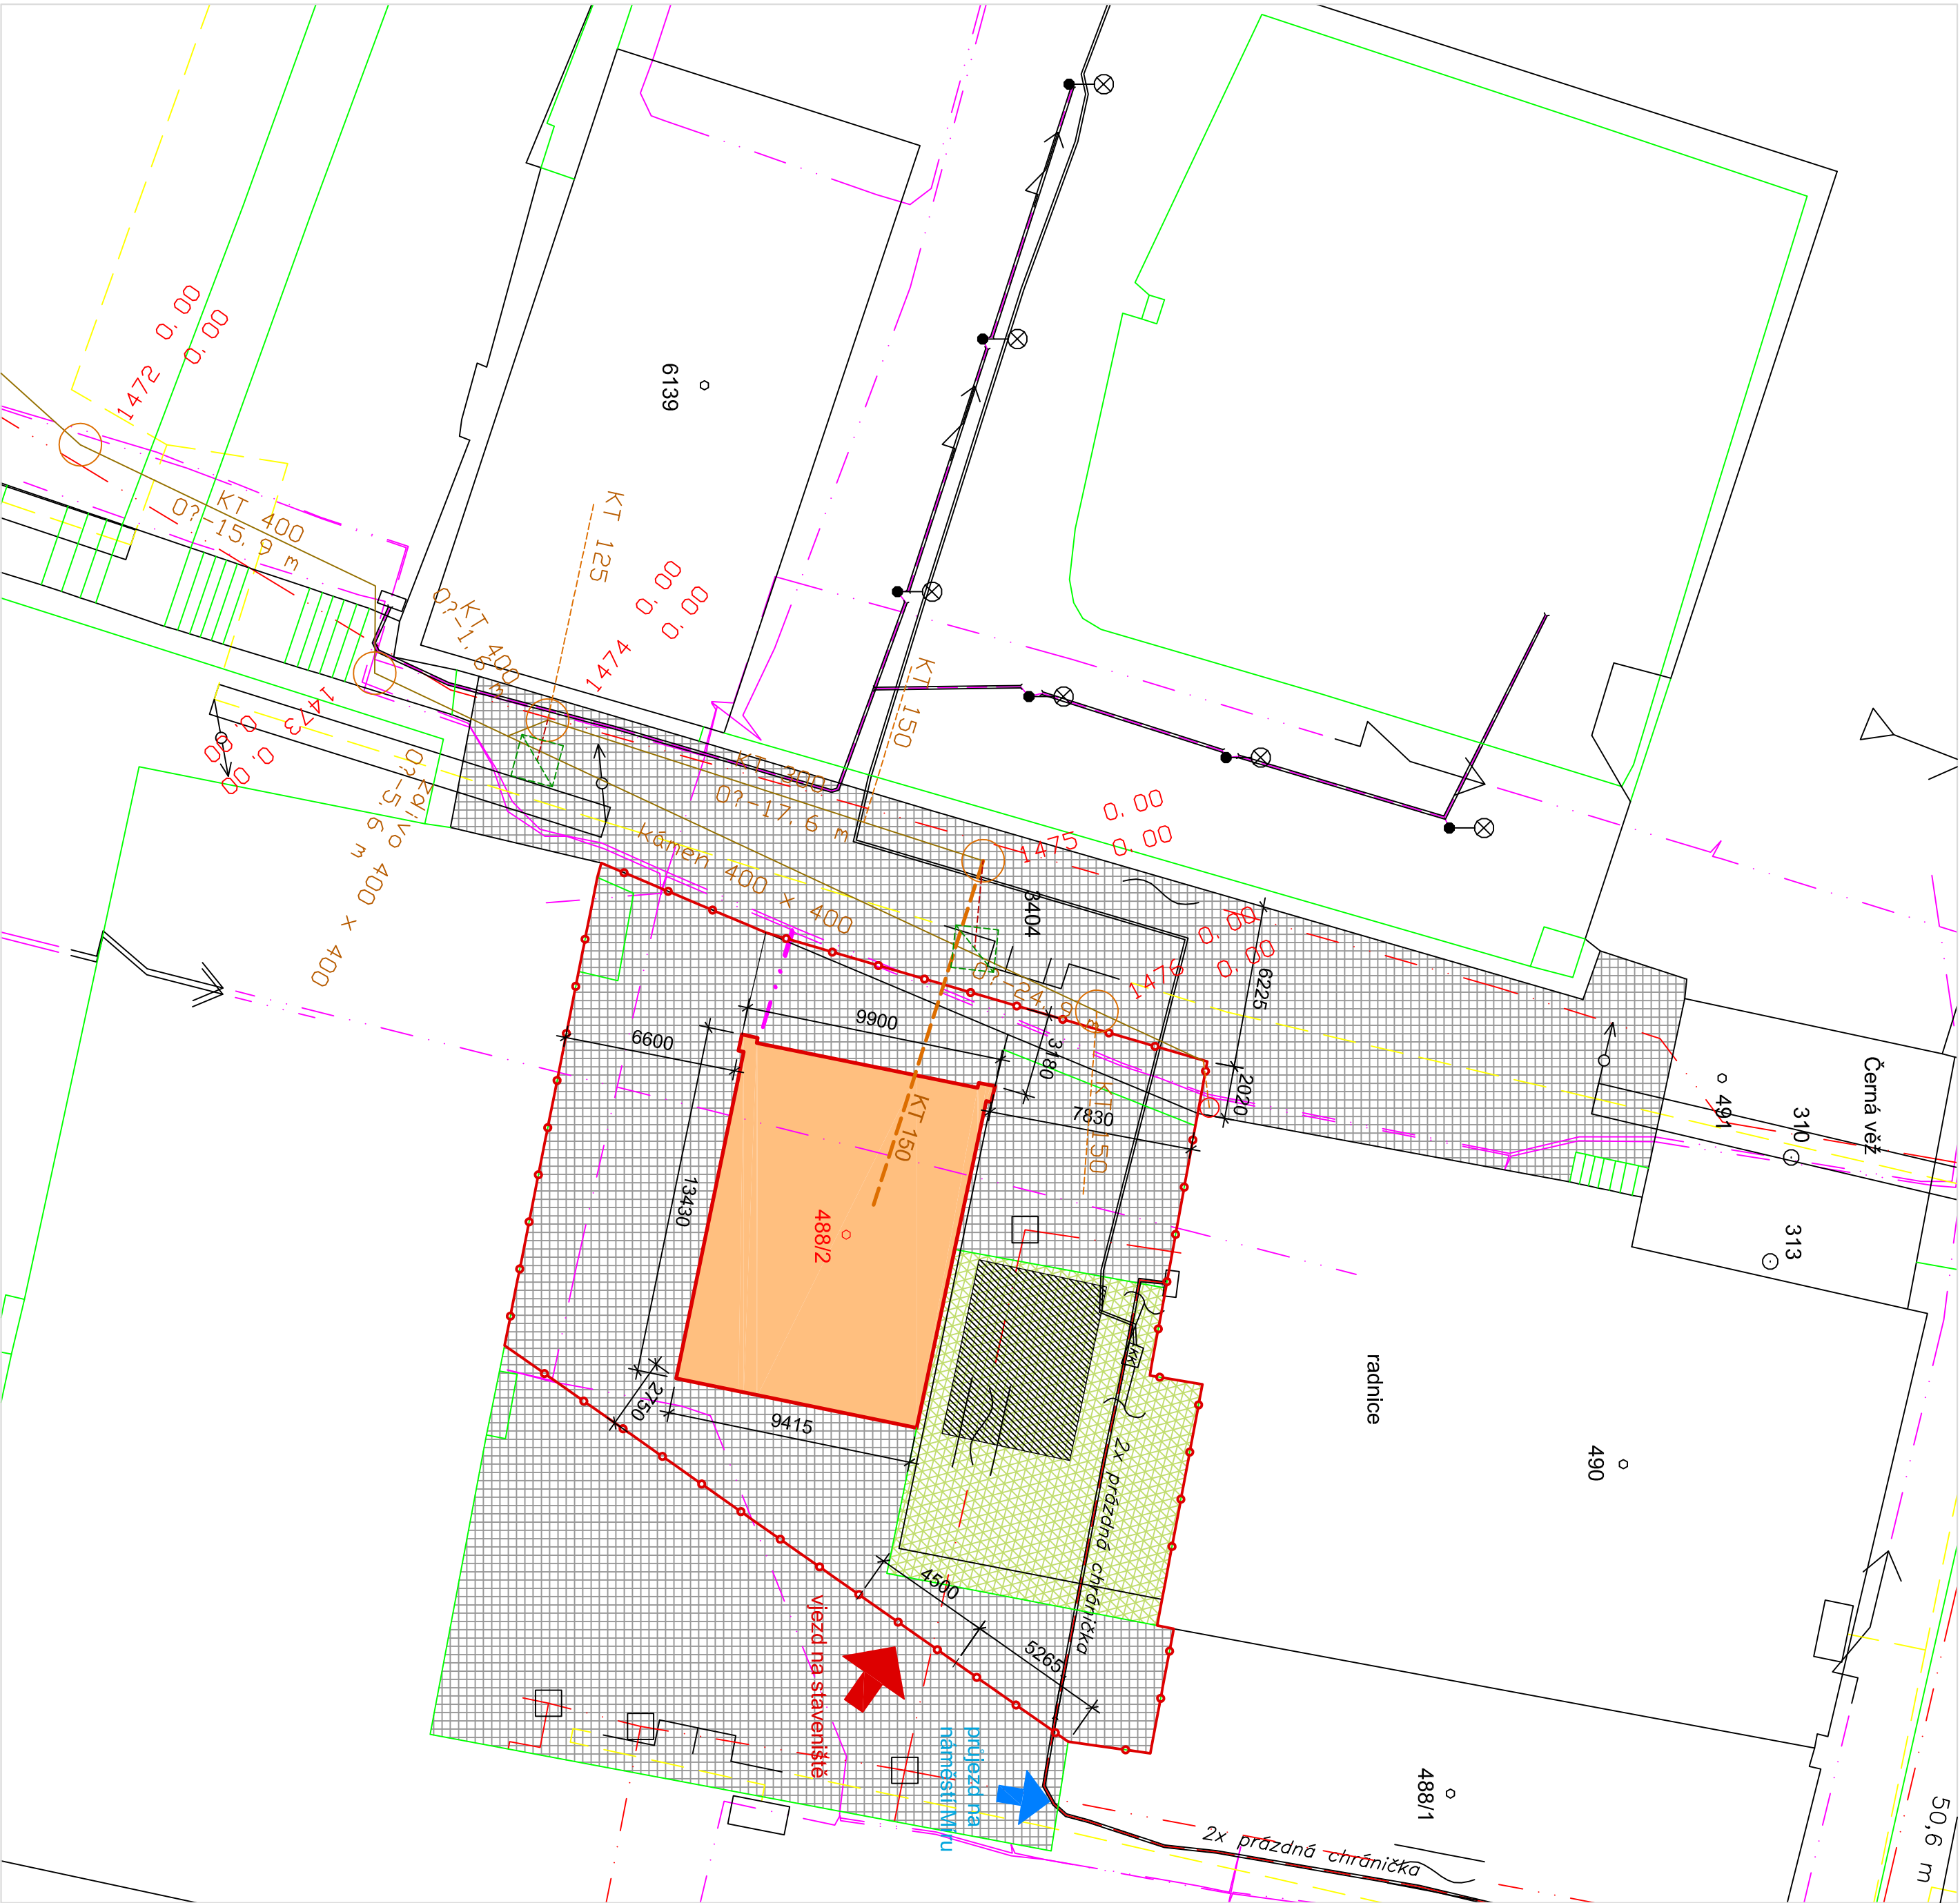 6139
1472 0.00
0.00
KT 400
0?-15.9 m
KT 125
KT 400
0?-1.6 m
1474 0.00
0.00
1473 0.00
0.00
KT 150
KT 300
0?-17.6 m
kámen 400 x 400
Zdivo 400 x 400
0?-5.6 m
1475 0.00
0.00
3404
1476 0.00
0.00
0?-24.9 m
6225
2020
3180
9900
6600
7830
KT 150
KT 150
13430
488/2
2750
9415
4500
5265
Černá věž
491
310
313
radnice
490
488/1
2x prázdná chránička
2x prázdná chránička
vjezd na staveniště
průjezd na
náměstí Míru
50,6 m